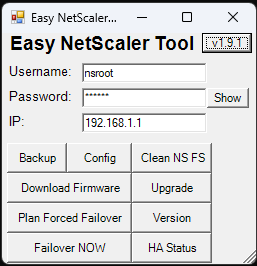 Easy NetScaler...
Easy NetScaler Tool v1.9.1
Username: nsroot
Password: ****** Show
IP: 192.168.1.1
Backup Config Clean NS FS
Download Firmware Upgrade
Plan Forced Failover Version
Failover NOW HA Status